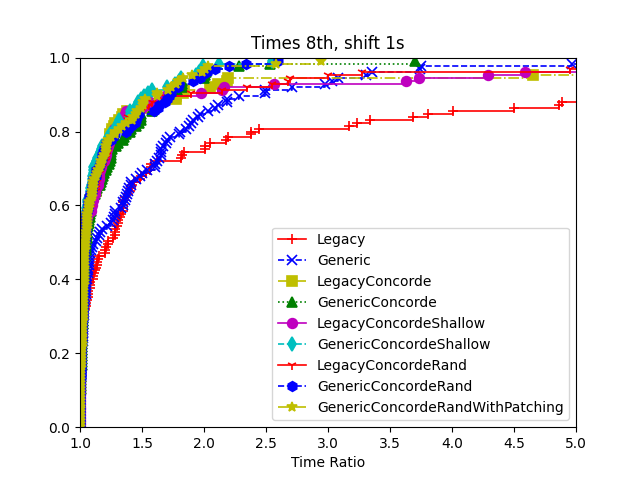 Times 8th, shift 1s
1.0
0.8
0.6
0.4
0.2
0.0
Legacy
Generic
LegacyConcorde
GenericConcorde
LegacyConcordeShallow
GenericConcordeShallow
LegacyConcordeRand
GenericConcordeRand
GenericConcordeRandWithPatching
1.0 1.5 2.0 2.5 3.0 3.5 4.0 4.5 5.0
Time Ratio